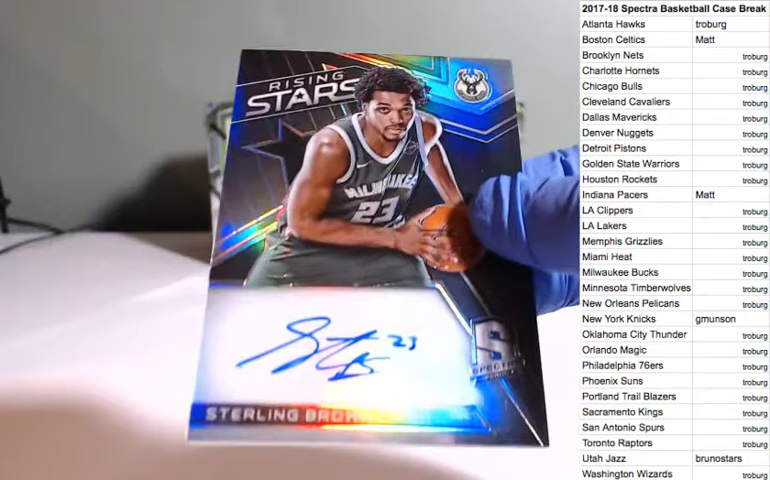 2017-18 Spectra Basketball Case Break
Atlanta Hawks troburg
Boston Celtics Matt
Brooklyn Nets troburg
Charlotte Hornets troburg
Chicago Bulls troburg
Cleveland Cavaliers troburg
Dallas Mavericks troburg
Denver Nuggets troburg
Detroit Pistons troburg
Golden State Warriors troburg
Houston Rockets troburg
Indiana Pacers Matt
LA Clippers troburg
LA Lakers troburg
Memphis Grizzlies troburg
Miami Heat troburg
Milwaukee Bucks troburg
Minnesota Timberwolves troburg
New Orleans Pelicans troburg
New York Knicks gmunson
Oklahoma City Thunder troburg
Orlando Magic troburg
Philadelphia 76ers troburg
Phoenix Suns troburg
Portland Trail Blazers troburg
Sacramento Kings troburg
San Antonio Spurs troburg
Toronto Raptors troburg
Utah Jazz brunostars
Washington Wizards troburg
RISING
STARS
MILWAUKEE
23
23
S
SPECTRA
STERLING